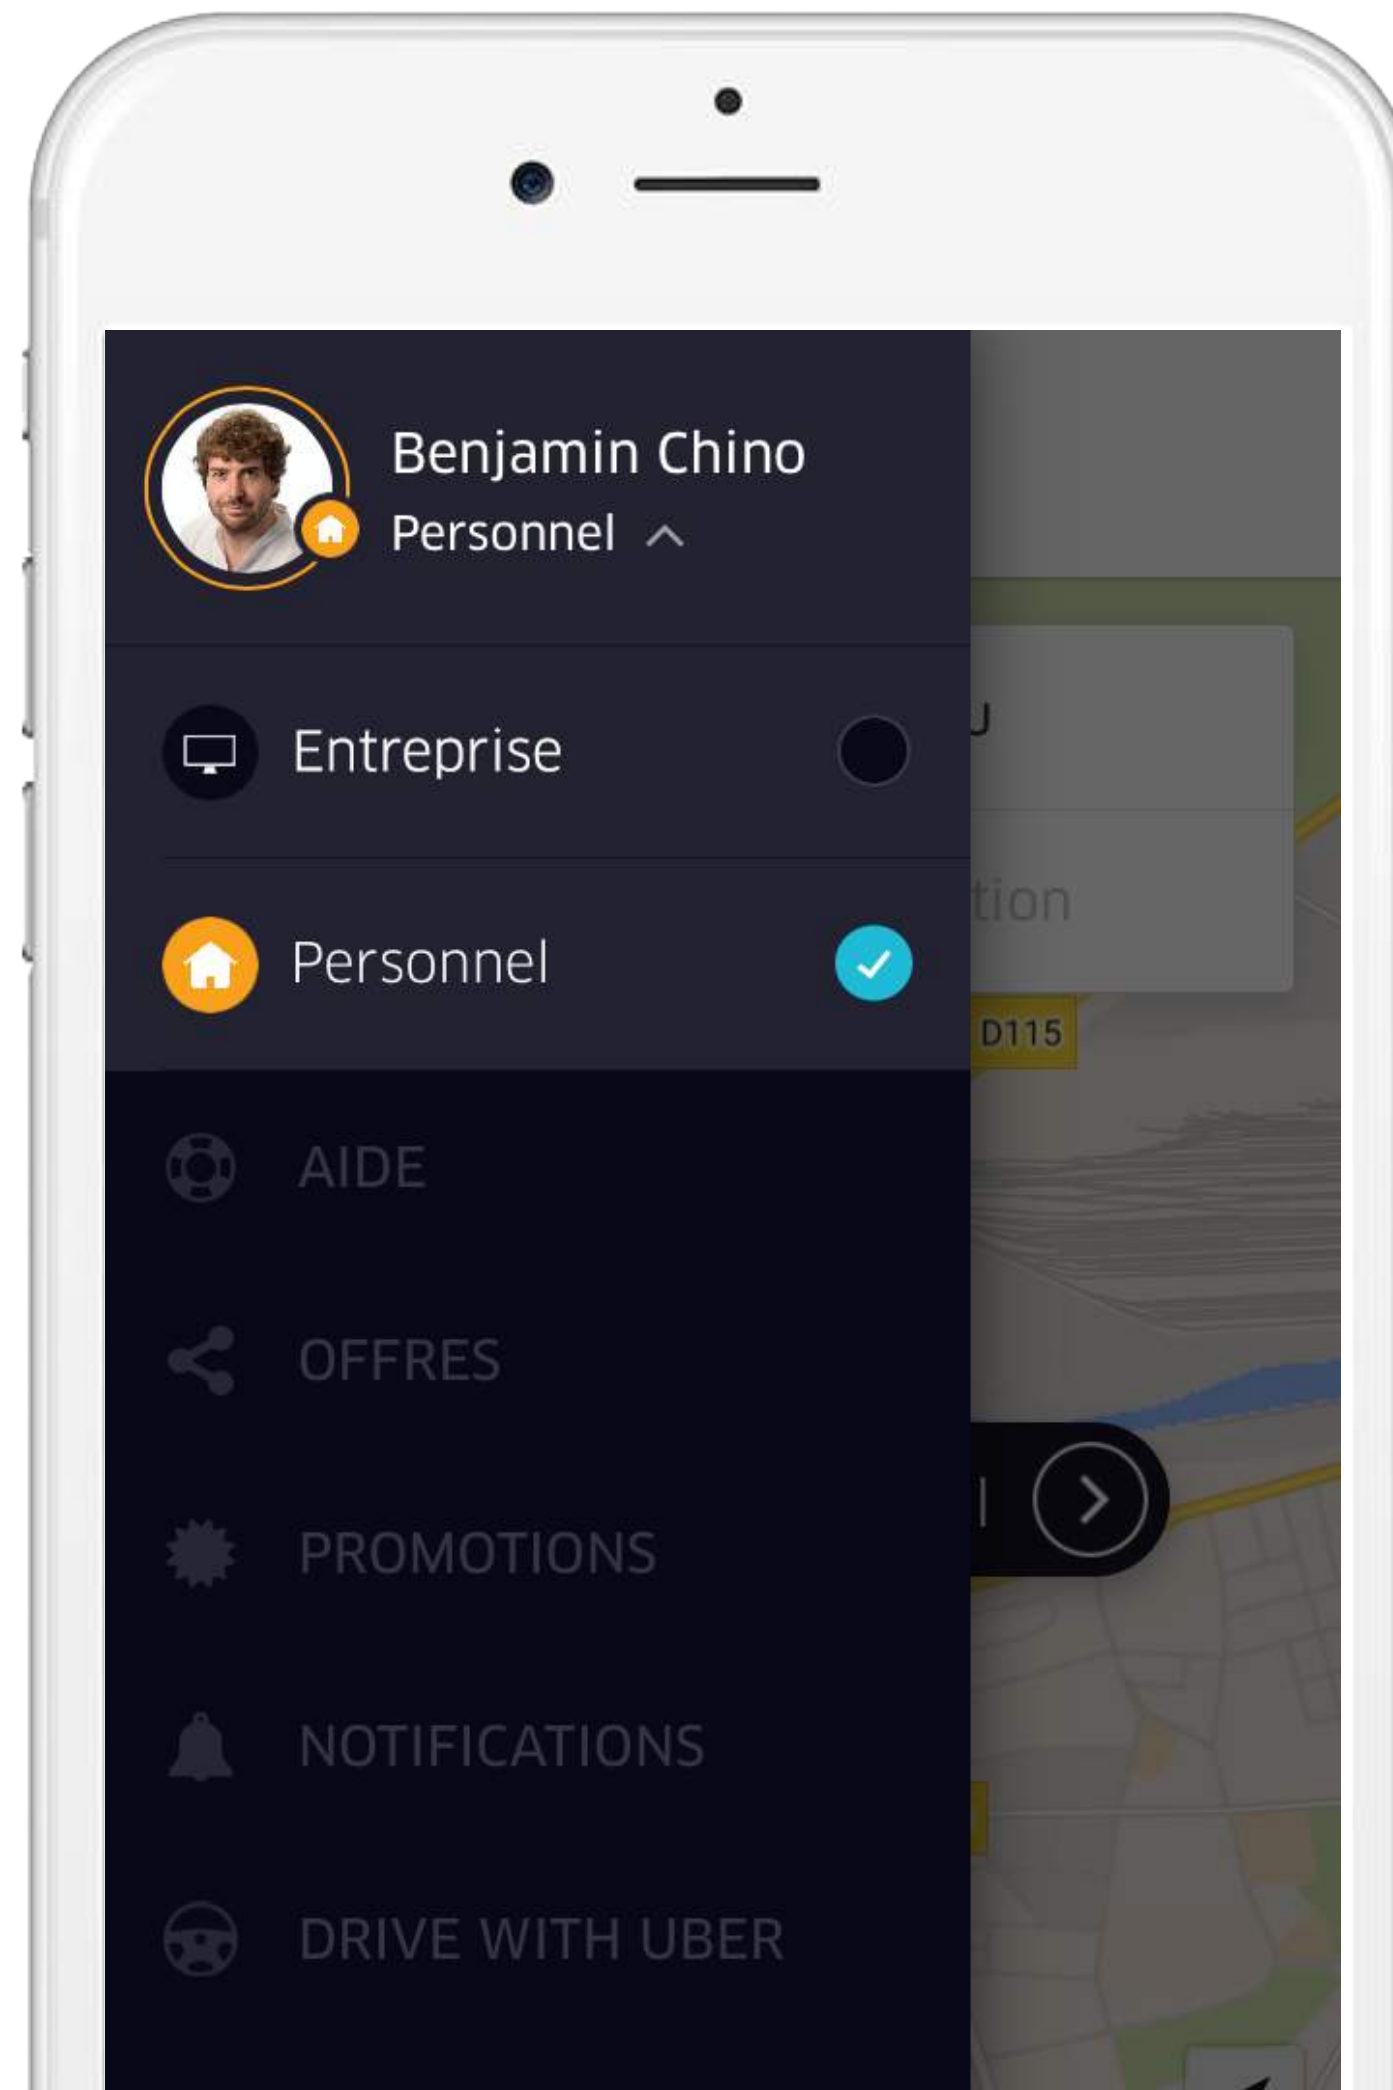 Benjamin Chino
Personnel
Entreprise
Personnel
D115
AIDE
OFFRES
PROMOTIONS
NOTIFICATIONS
DRIVE WITH UBER